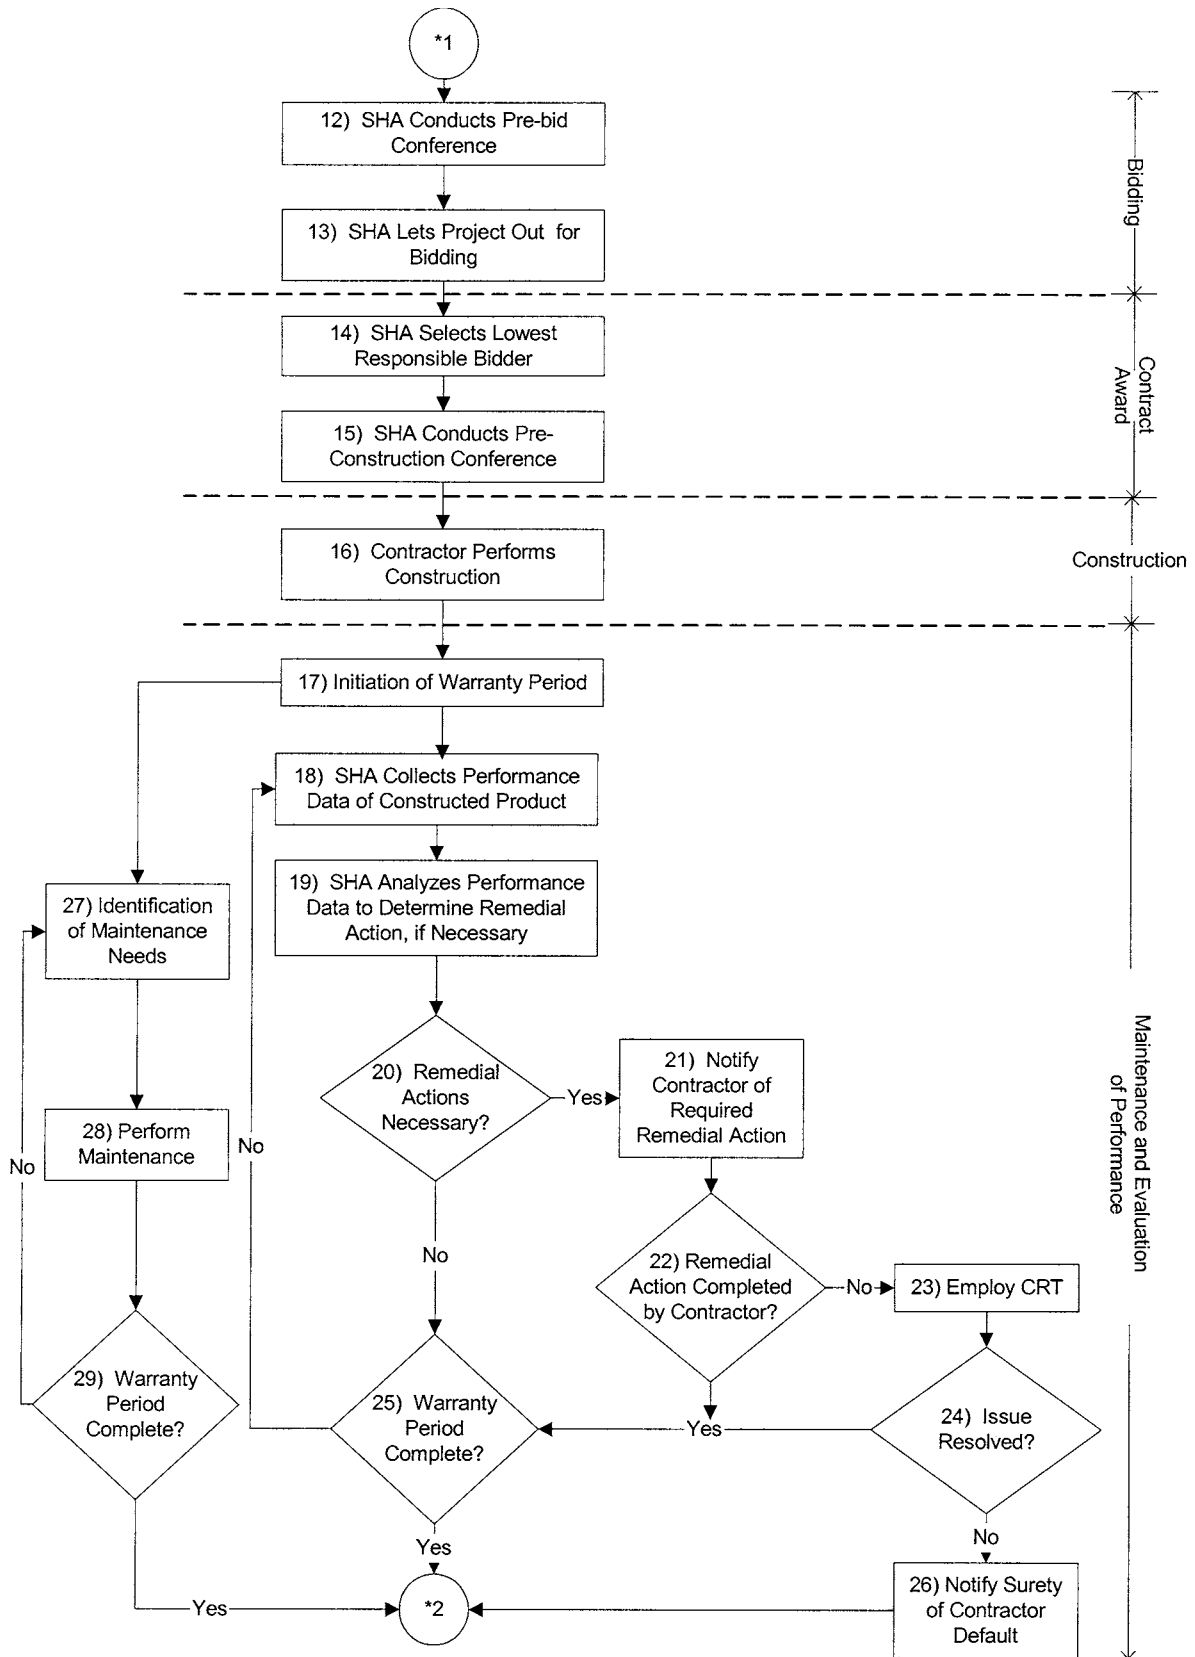 *1
12) SHA Conducts Pre-bid
Conference
Bidding
13) SHA Lets Project Out for
Bidding
14) SHA Selects Lowest
Responsible Bidder
Contract
Award
15) SHA Conducts Pre-
Construction Conference
16) Contractor Performs
Construction
Construction
17) Initiation of Warranty Period
18) SHA Collects Performance
Data of Constructed Product
19) SHA Analyzes Performance
Data to Determine Remedial
Action, if Necessary
27) Identification
of Maintenance
Needs
20) Remedial
Actions
Necessary?
Yes
21) Notify
Contractor of
Required
Remedial Action
Maintenance and Evaluation
of Performance
28) Perform
Maintenance
No
No
No
22) Remedial
Action Completed
by Contractor?
No
23) Employ CRT
29) Warranty
Period
Complete?
25) Warranty
Period
Complete?
Yes
24) Issue
Resolved?
Yes
No
26) Notify Surety
of Contractor
Default
Yes
*2